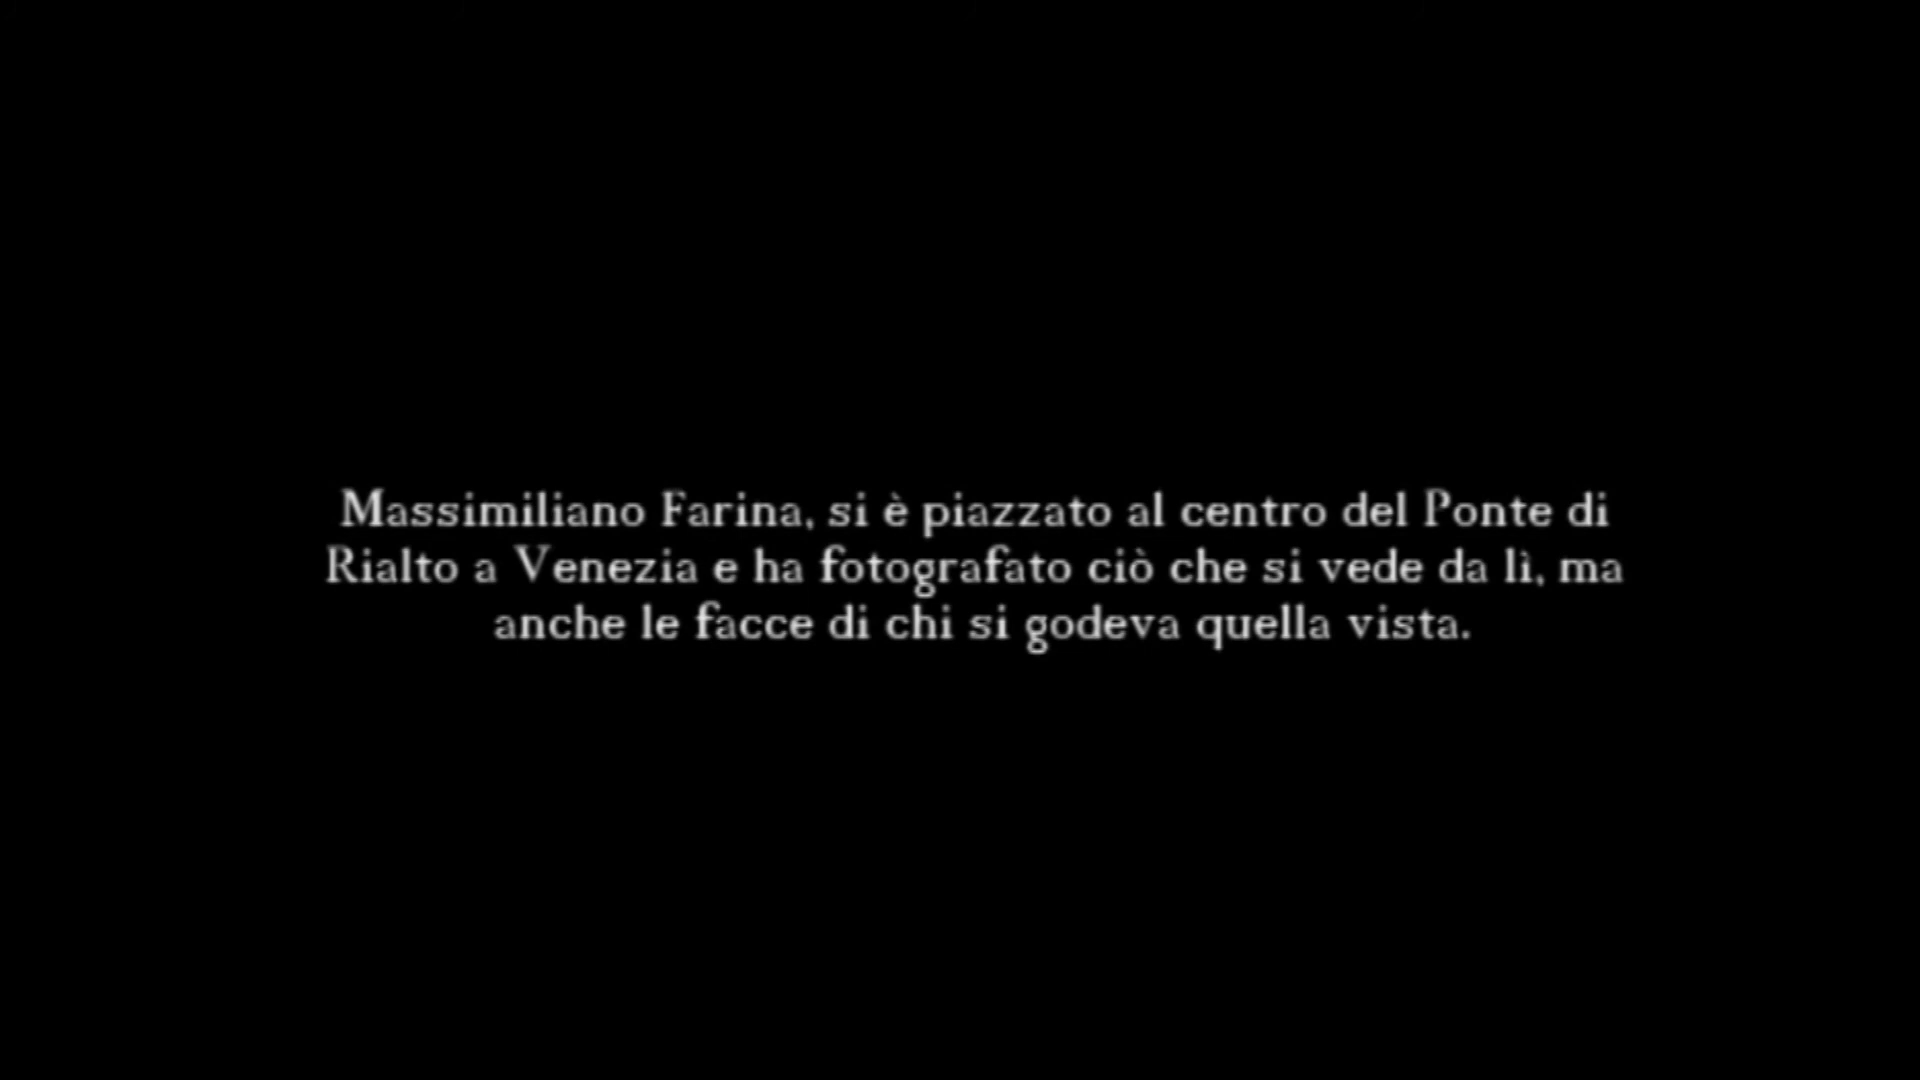 Massimiliano Farina, si è piazzato al centro del Ponte di
Rialto a Venezia e ha fotografato ciò che si vede da lì, ma
anche le facce di chi si godeva quella vista.